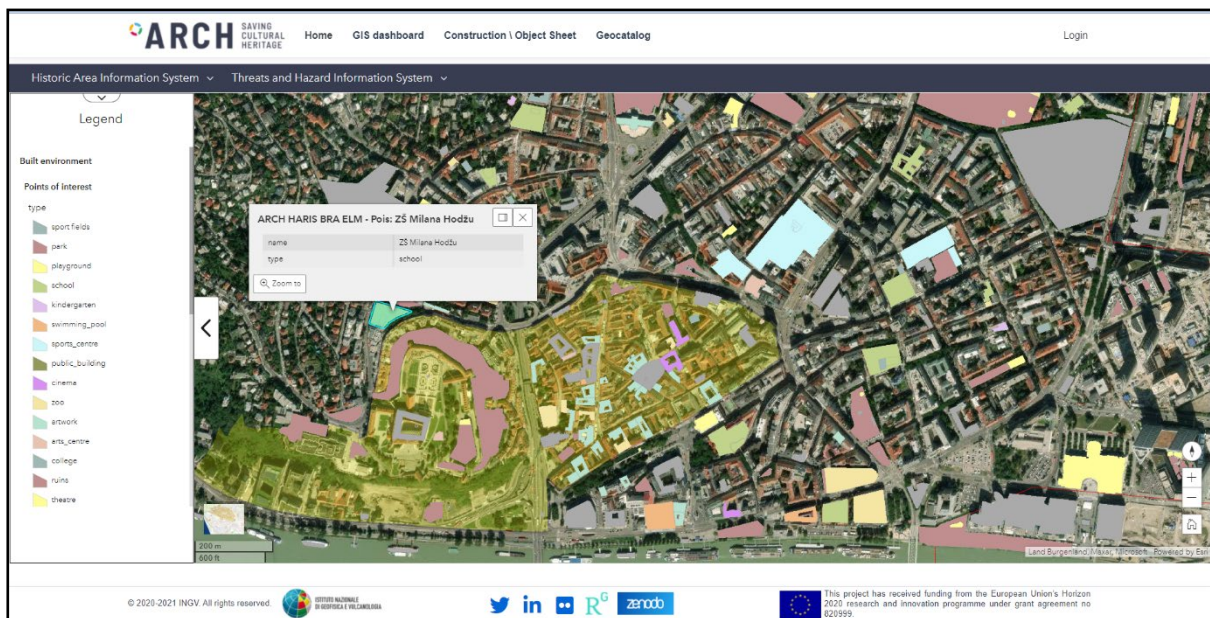 ARCH SAVING CULTURAL HERITAGE
Home GIS dashboard Construction \ Object Sheet Geocatalog Login
Historic Area Information System Threats and Hazard Information System
Legend
Built environment
Points of interest
type
sport fields
park
playground
school
kindergarten
swimming_pool
sports_centre
public_building
cinema
zoo
artwork
arts_centre
college
ruins
theatre
ARCH HARIS BRA ELM - Pois: ZŠ Milana Hodžu
name ZŠ Milana Hodžu
type school
Zoom to
200 m
600 ft
Land Burgenland, Maxar, Microsoft Powered by Esri
© 2020-2021 INGV. All rights reserved.
ISTITUTO NAZIONALE
DI GEOFISICA E VULCANOLOGIA
in
RG
zenodo
This project has received funding from the European Union's Horizon
2020 research and innovation programme under grant agreement no
820999.